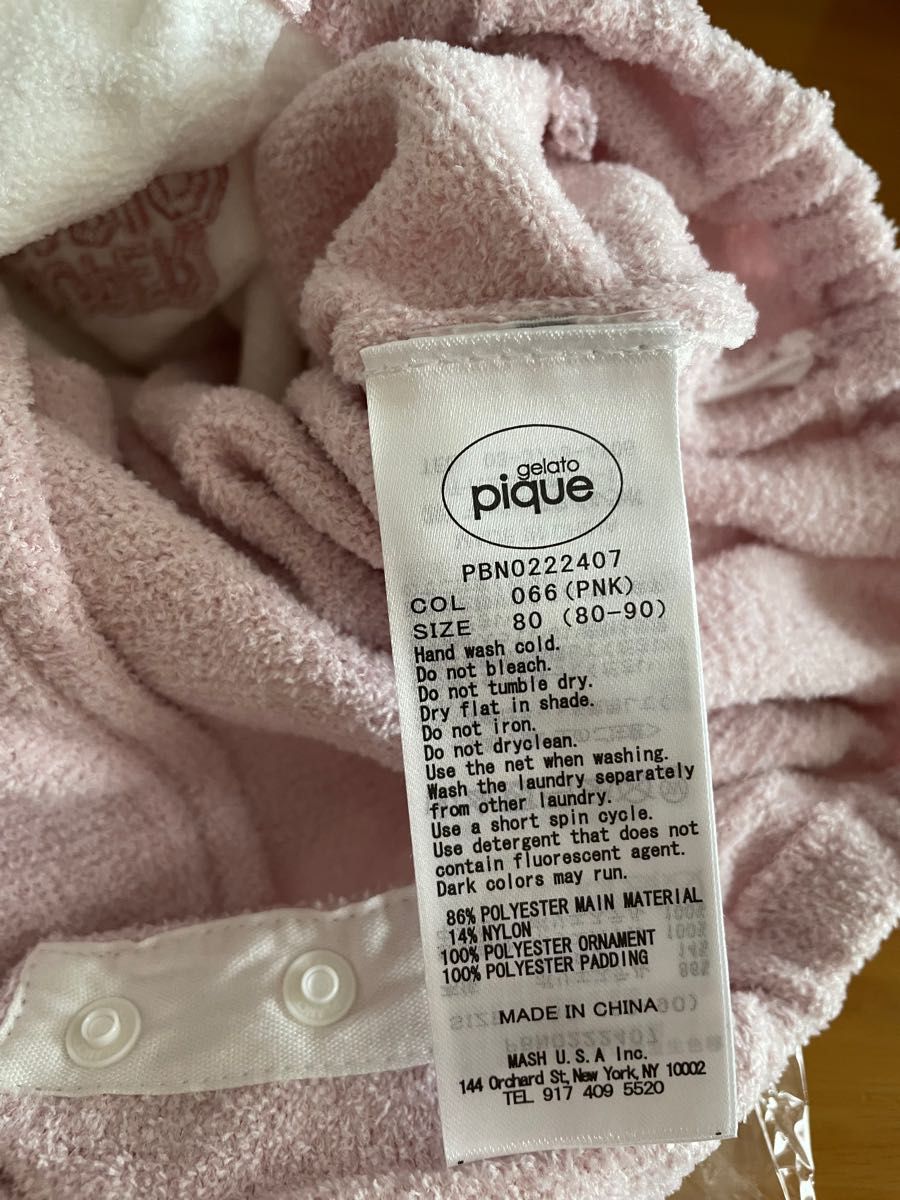 gelato
pique
PBN0222407
COL 066(PNK)
SIZE 80 (80-90)
Hand wash cold.
Do not bleach.
Do not tumble dry.
Dry flat in shade.
Do not iron.
Do not dryclean.
Use the net when washing.
Wash the laundry separately
from other laundry.
Use a short spin cycle.
Use detergent that does not
contain fluorescent agent.
Dark colors may run.
86% POLYESTER MAIN MATERIAL
14% NYLON
100% POLYESTER ORNAMENT
100% POLYESTER PADDING
MADE IN CHINA
MASH U.S.A Inc.
144 Orchard St, New York, NY 10002
TEL 917 409 5520